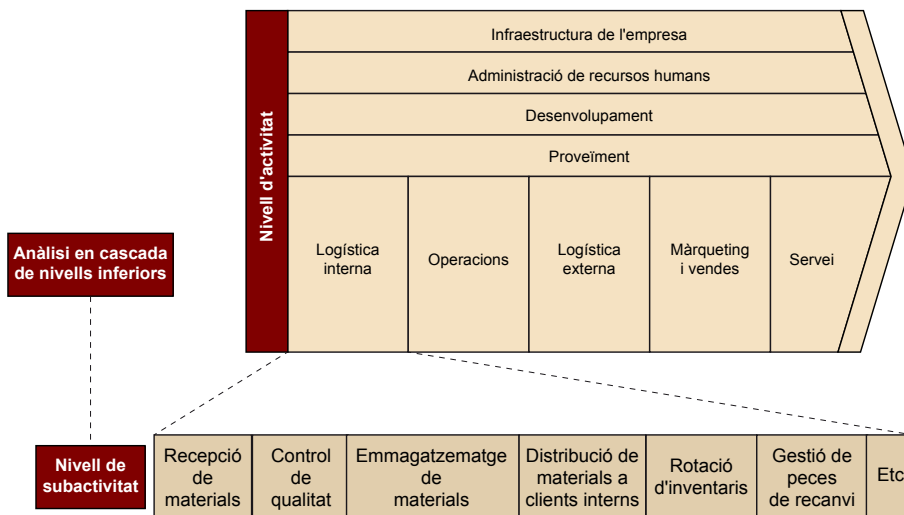 Nivell d'activitat
Infraestructura de l'empresa
Administració de recursos humans
Desenvolupament
Proveïment
Logística
interna
Operacions
Logística
externa
Màrqueting
i vendes
Servei
Anàlisi en cascada
de nivells inferiors
Nivell de
subactivitat
Recepció
de
materials
Control
de
qualitat
Emmagatzematge
de
materials
Distribució de
materials a
clients interns
Rotació
d'inventaris
Gestió de
peces
de recanvi
Etc